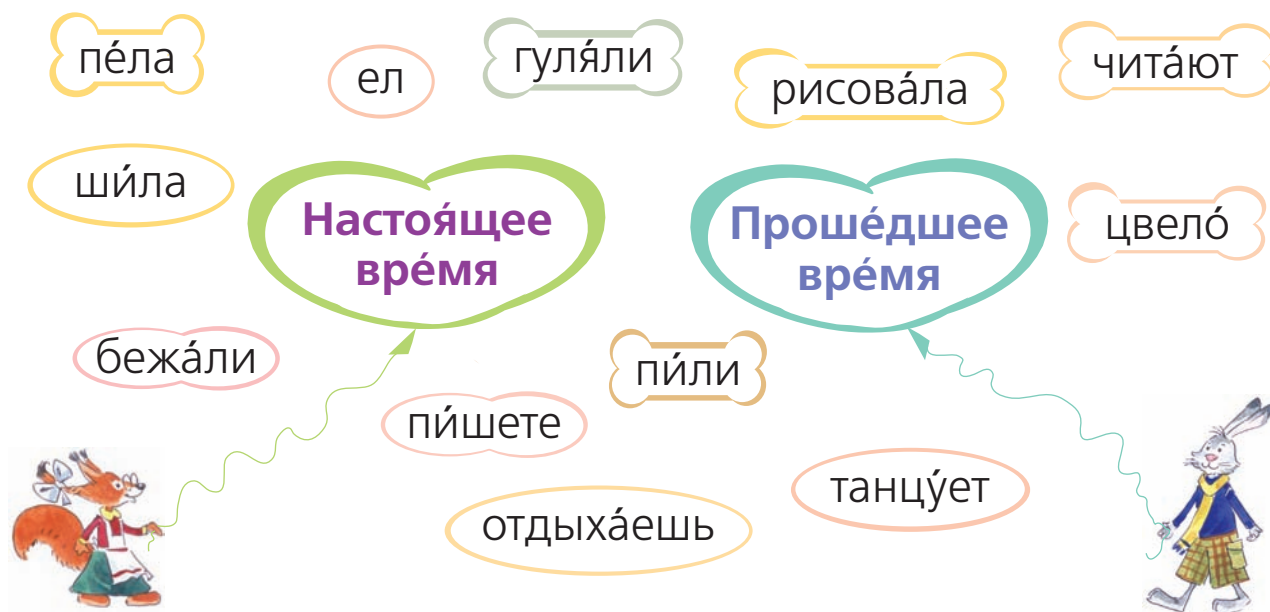 пе́ла
ел
гуля́ли
рисова́ла
чита́ют
ши́ла
Настоя́щее
вре́мя
Проше́дшее
вре́мя
цвело́
бежа́ли
пи́шете
пи́ли
отдыха́ешь
танцу́ет